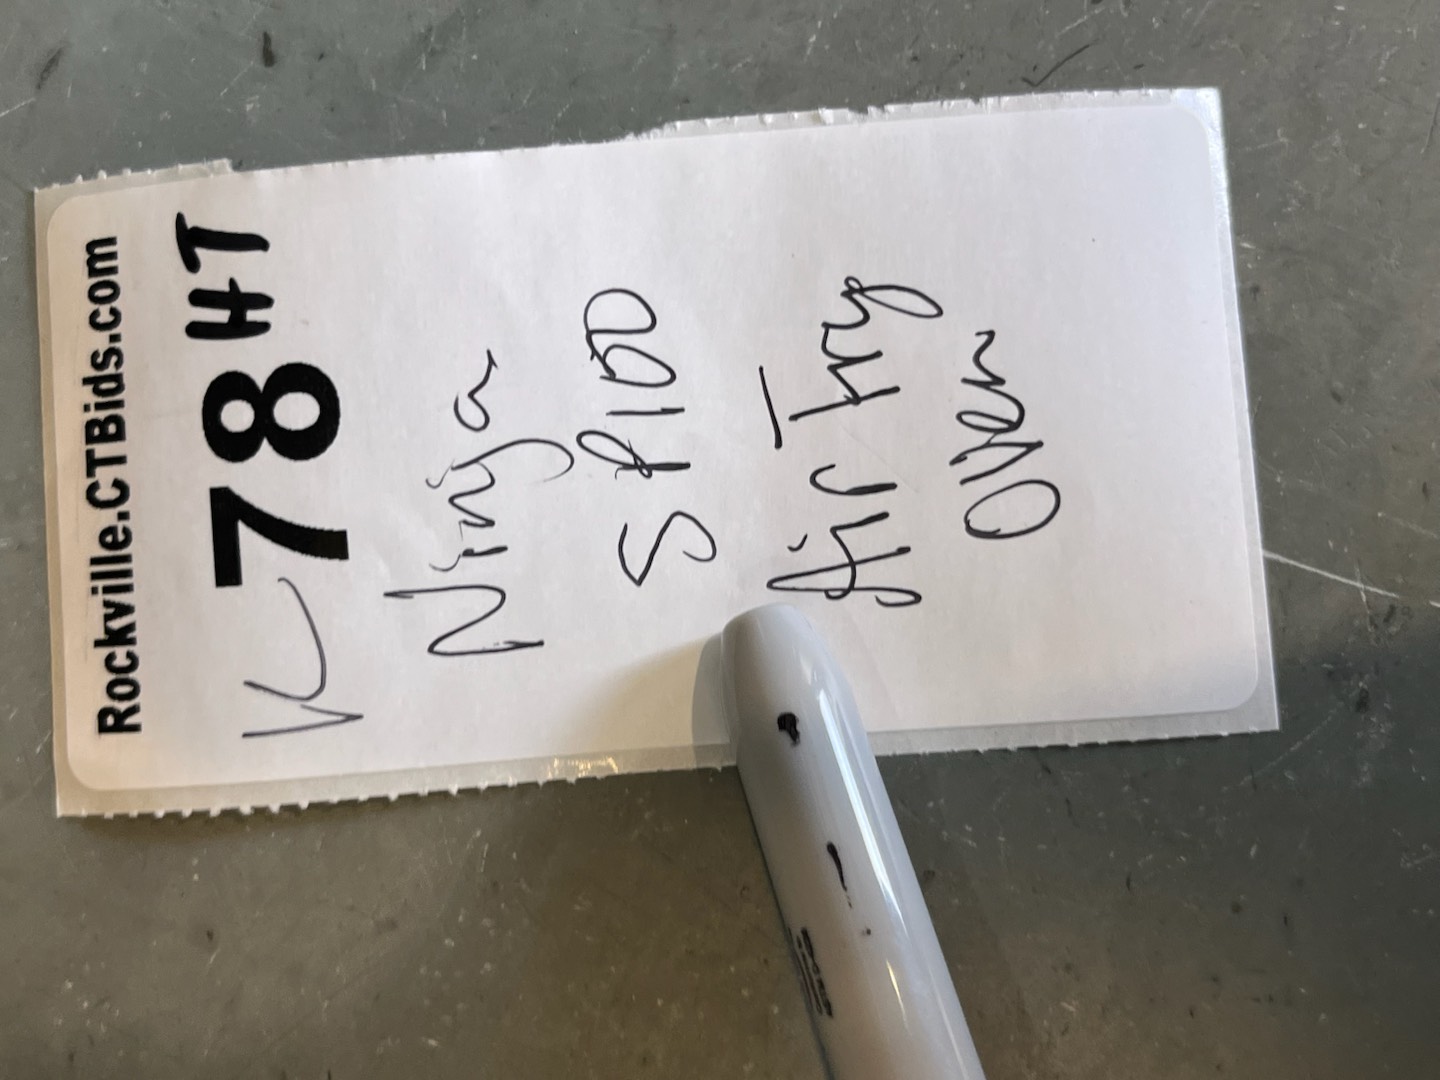 Rockville.CTBids.com
K 78 HT
Ninja
SP100
Air Fry
Oven